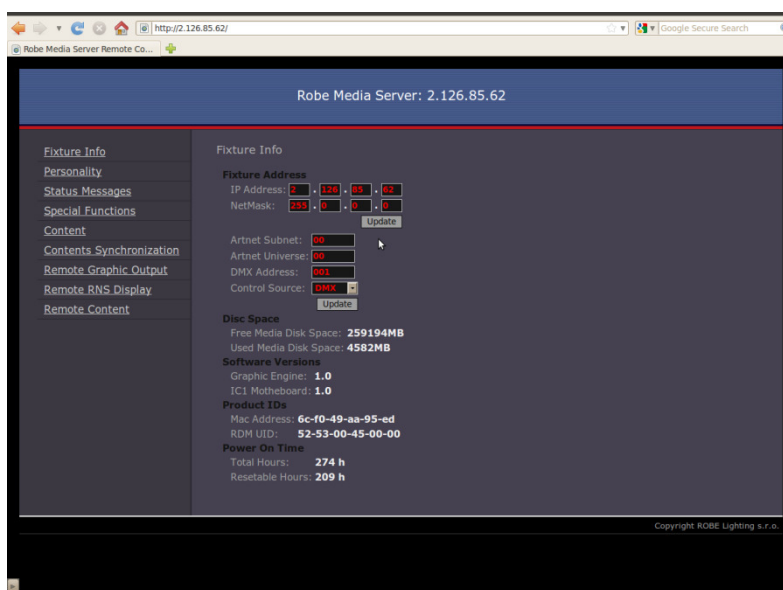 http://2.126.85.62/
Google Secure Search
Robe Media Server Remote Co...
Robe Media Server: 2.126.85.62
Fixture Info
Personality
Status Messages
Special Functions
Content
Contents Synchronization
Remote Graphic Output
Remote RNS Display
Remote Content
Fixture Info
Fixture Address
IP Address: 2 . 126 . 85 . 62
NetMask: 255 . 0 . 0 . 0
Update
Artnet Subnet: 00
Artnet Universe: 00
DMX Address: 001
Control Source: DMX
Update
Disc Space
Free Media Disk Space: 259194MB
Used Media Disk Space: 4582MB
Software Versions
Graphic Engine: 1.0
IC1 Motheboard: 1.0
Product IDs
Mac Address: 6c-f0-49-aa-95-ed
RDM UID: 52-53-00-45-00-00
Power On Time
Total Hours: 274 h
Resetable Hours: 209 h
Copyright ROBE Lighting s.r.o.